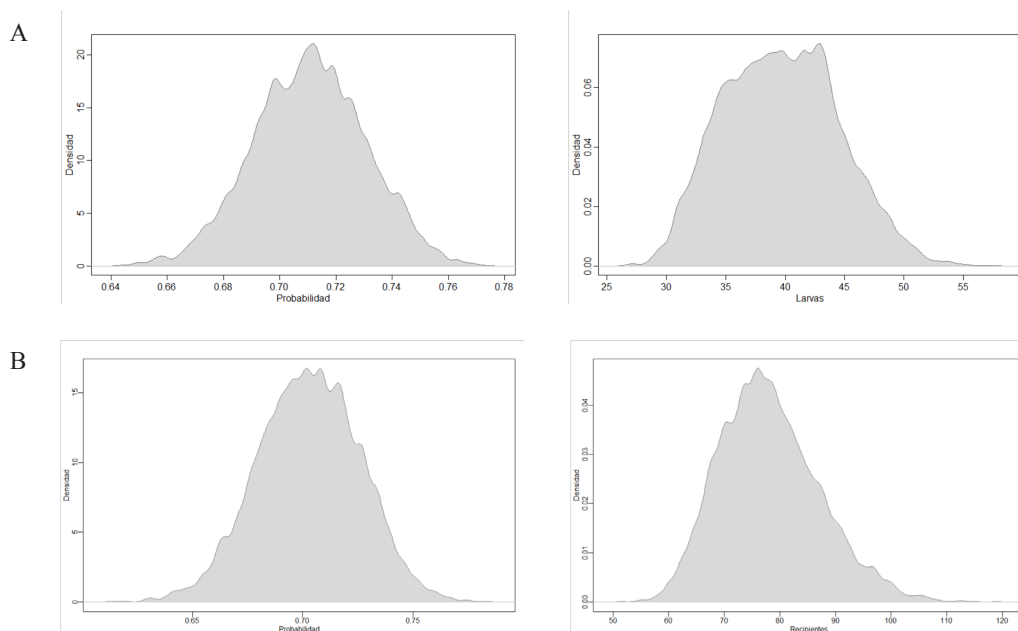 A
Densidad
0 5 10 15 20
0.64 0.66 0.68 0.70 0.72 0.74 0.76 0.78
Probabilidad
Densidad
0.00 0.02 0.04 0.06
25 30 35 40 45 50 55
Larvas
B
Densidad
0 5 10 15
0.65 0.70 0.75
Probabilidad
Densidad
0.00 0.01 0.02 0.03 0.04
50 60 70 80 90 100 110 120
Recipientes